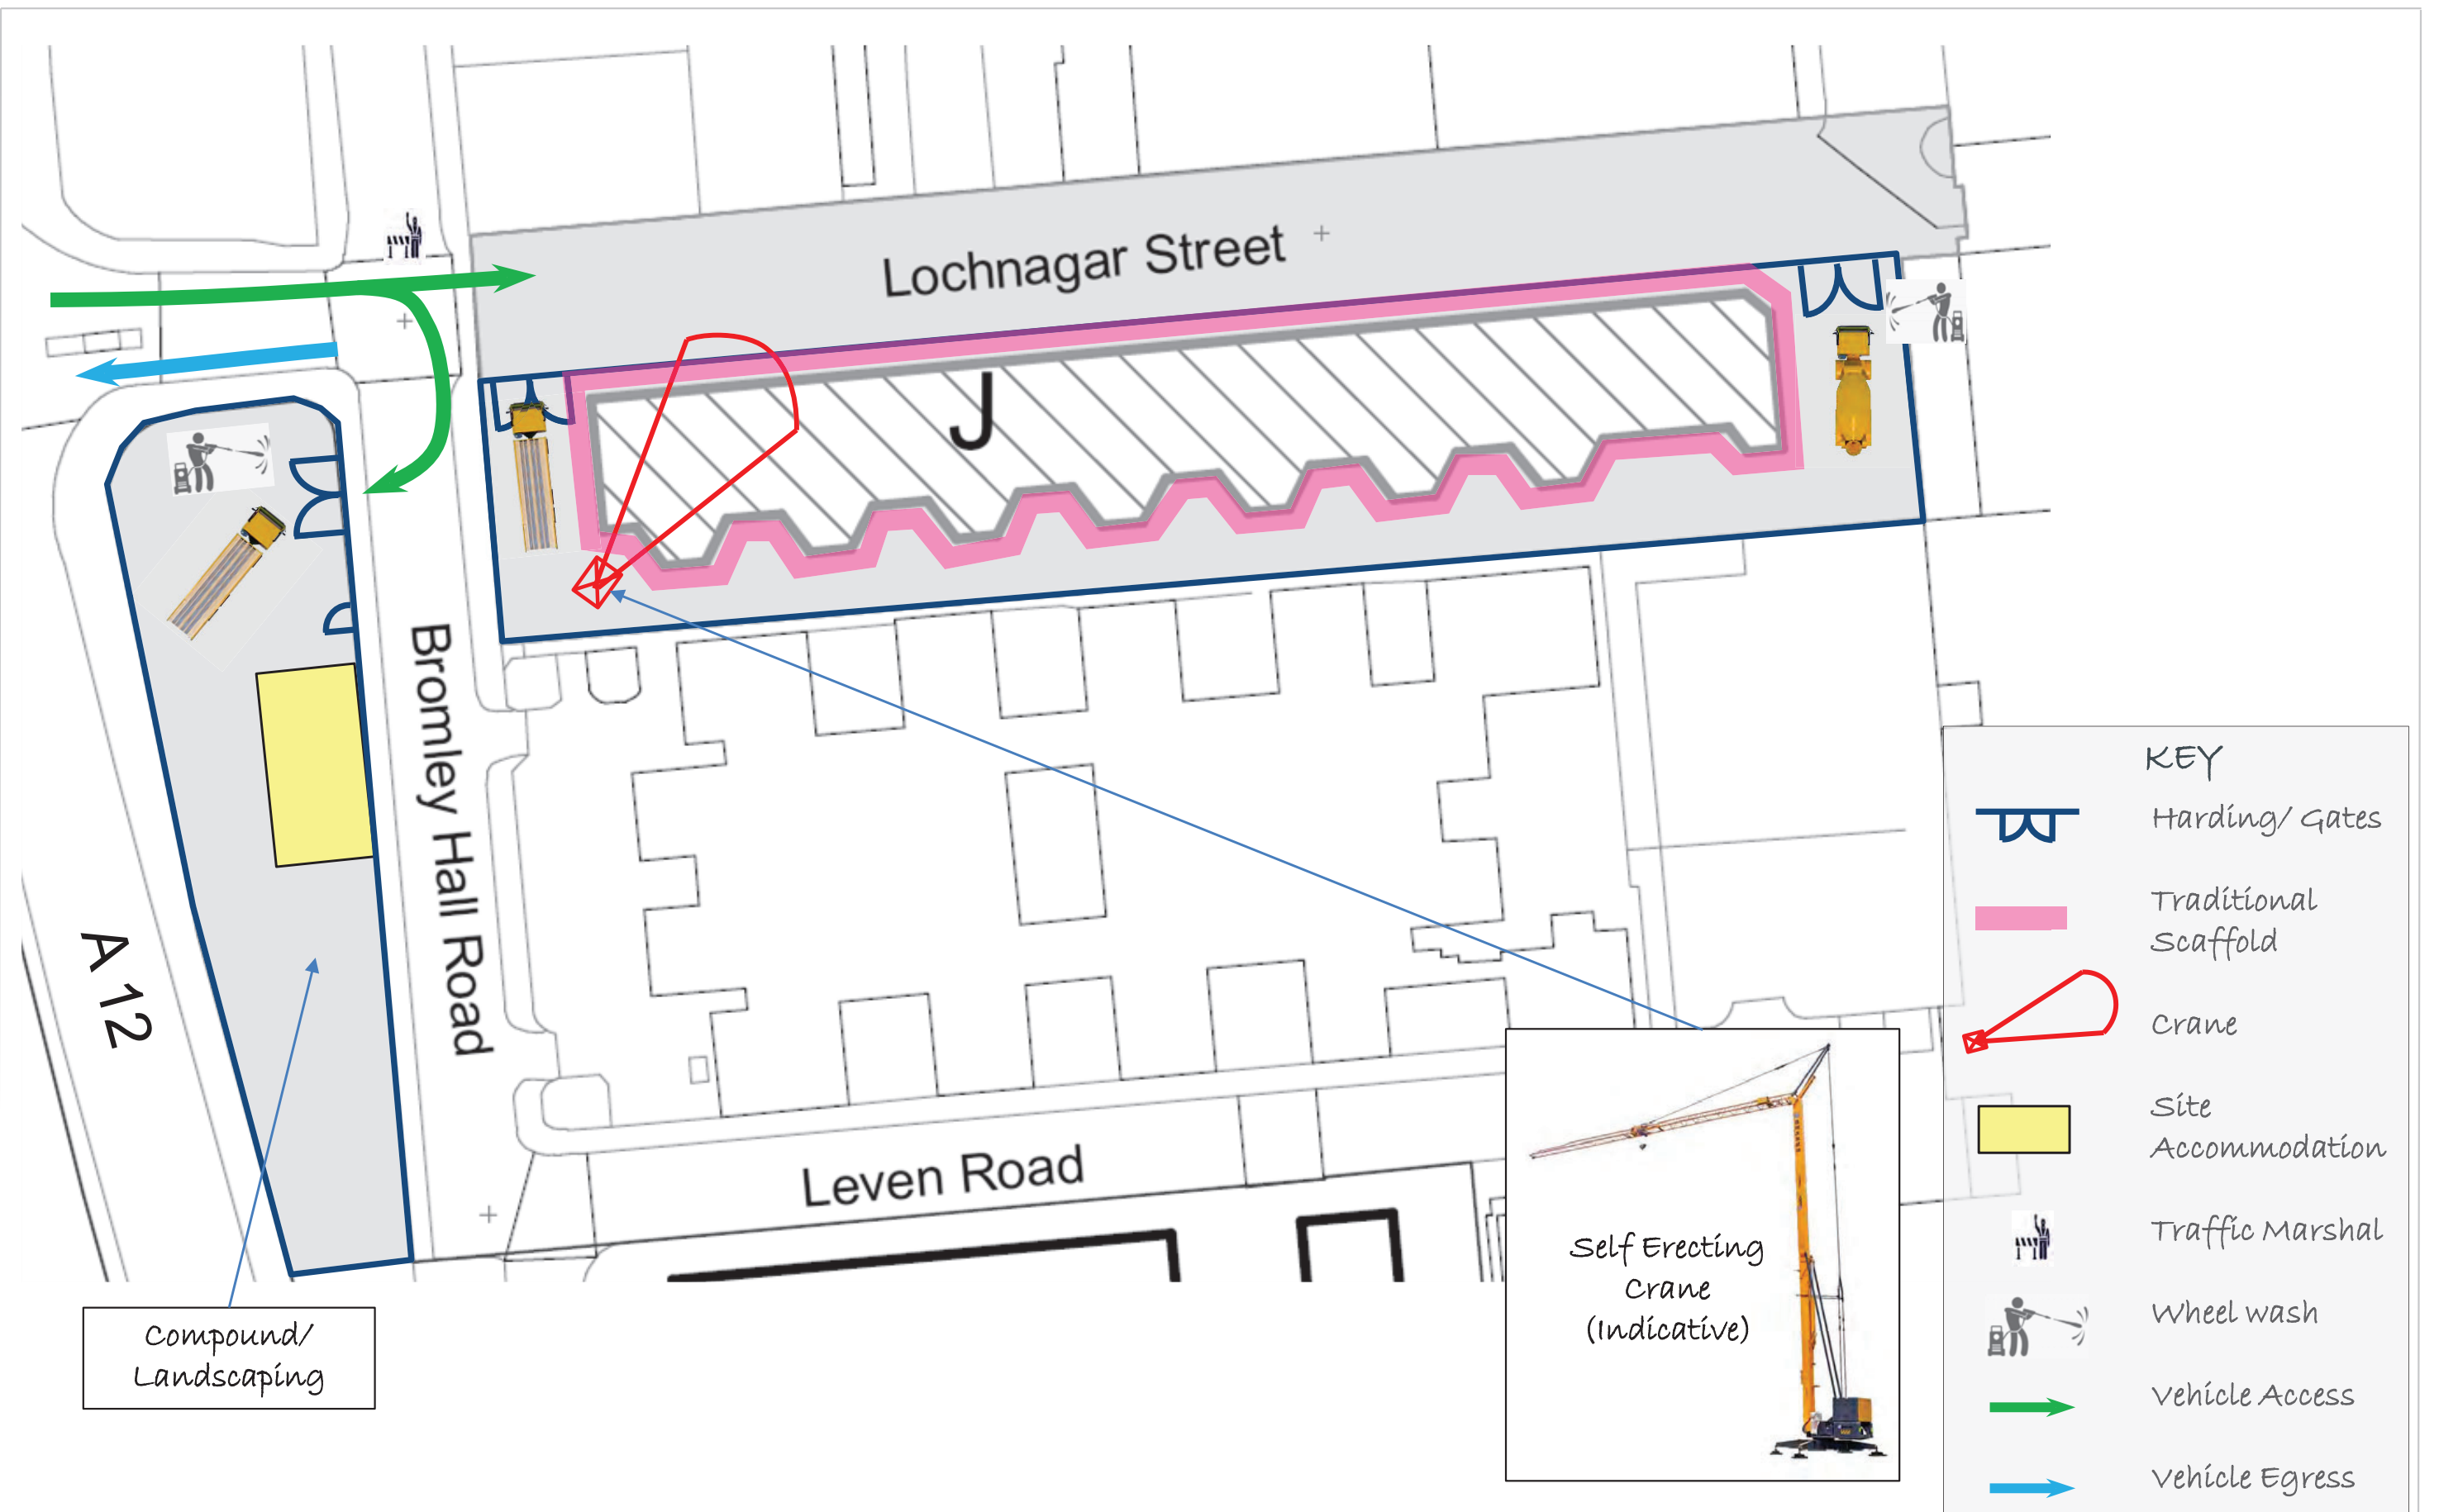 Lochnagar Street
J
Bromley Hall Road
A 12
Leven Road
Compound/
Landscaping
Self Erecting
Crane
(Indicative)
KEY
Harding/ Gates
Traditional
Scaffold
Crane
Site
Accommodation
Traffic Marshal
Wheel wash
Vehicle Access
Vehicle Egress